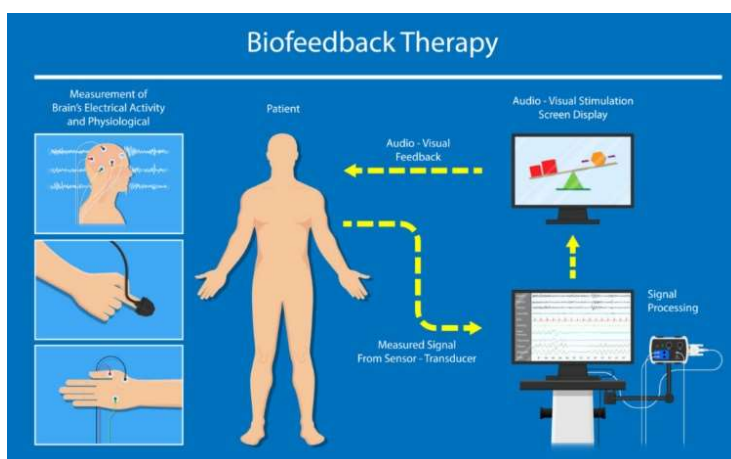 Biofeedback Therapy
Measurement of
Brain's Electrical Activity
and Physiological
Patient
Audio - Visual Stimulation
Screen Display
Audio - Visual
Feedback
Signal
Processing
Measured Signal
From Sensor - Transducer